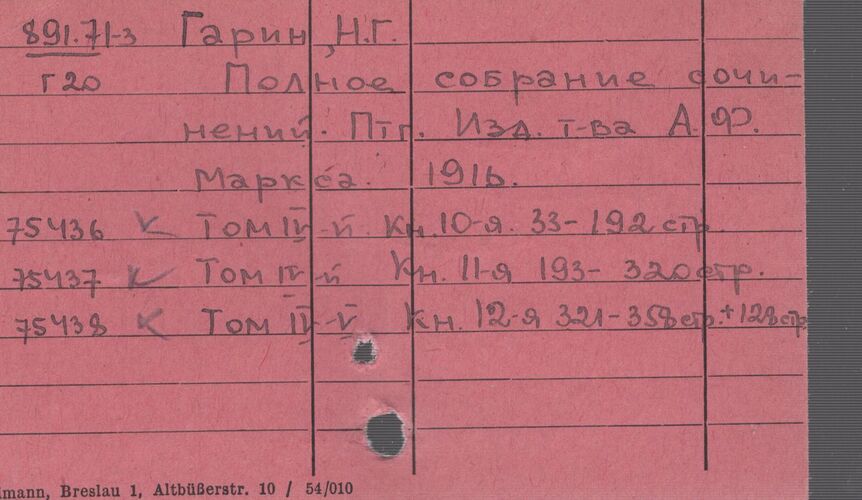 891.71-3 Гарин, Н.Г.
Г20 Полное собрание сочи-
нений. Птг. Изд. т-ва А.Ф.
Маркса. 1916.
75436 Том IV-й Кн. 10-я. 33-192 стр.
75437 Том IV-й Кн. 11-я 193-320 стр.
75438 Том IV-V Кн. 12-я 321-358 стр. + 128 стр
mann, Breslau 1, Altbüßerstr. 10 / 54/010